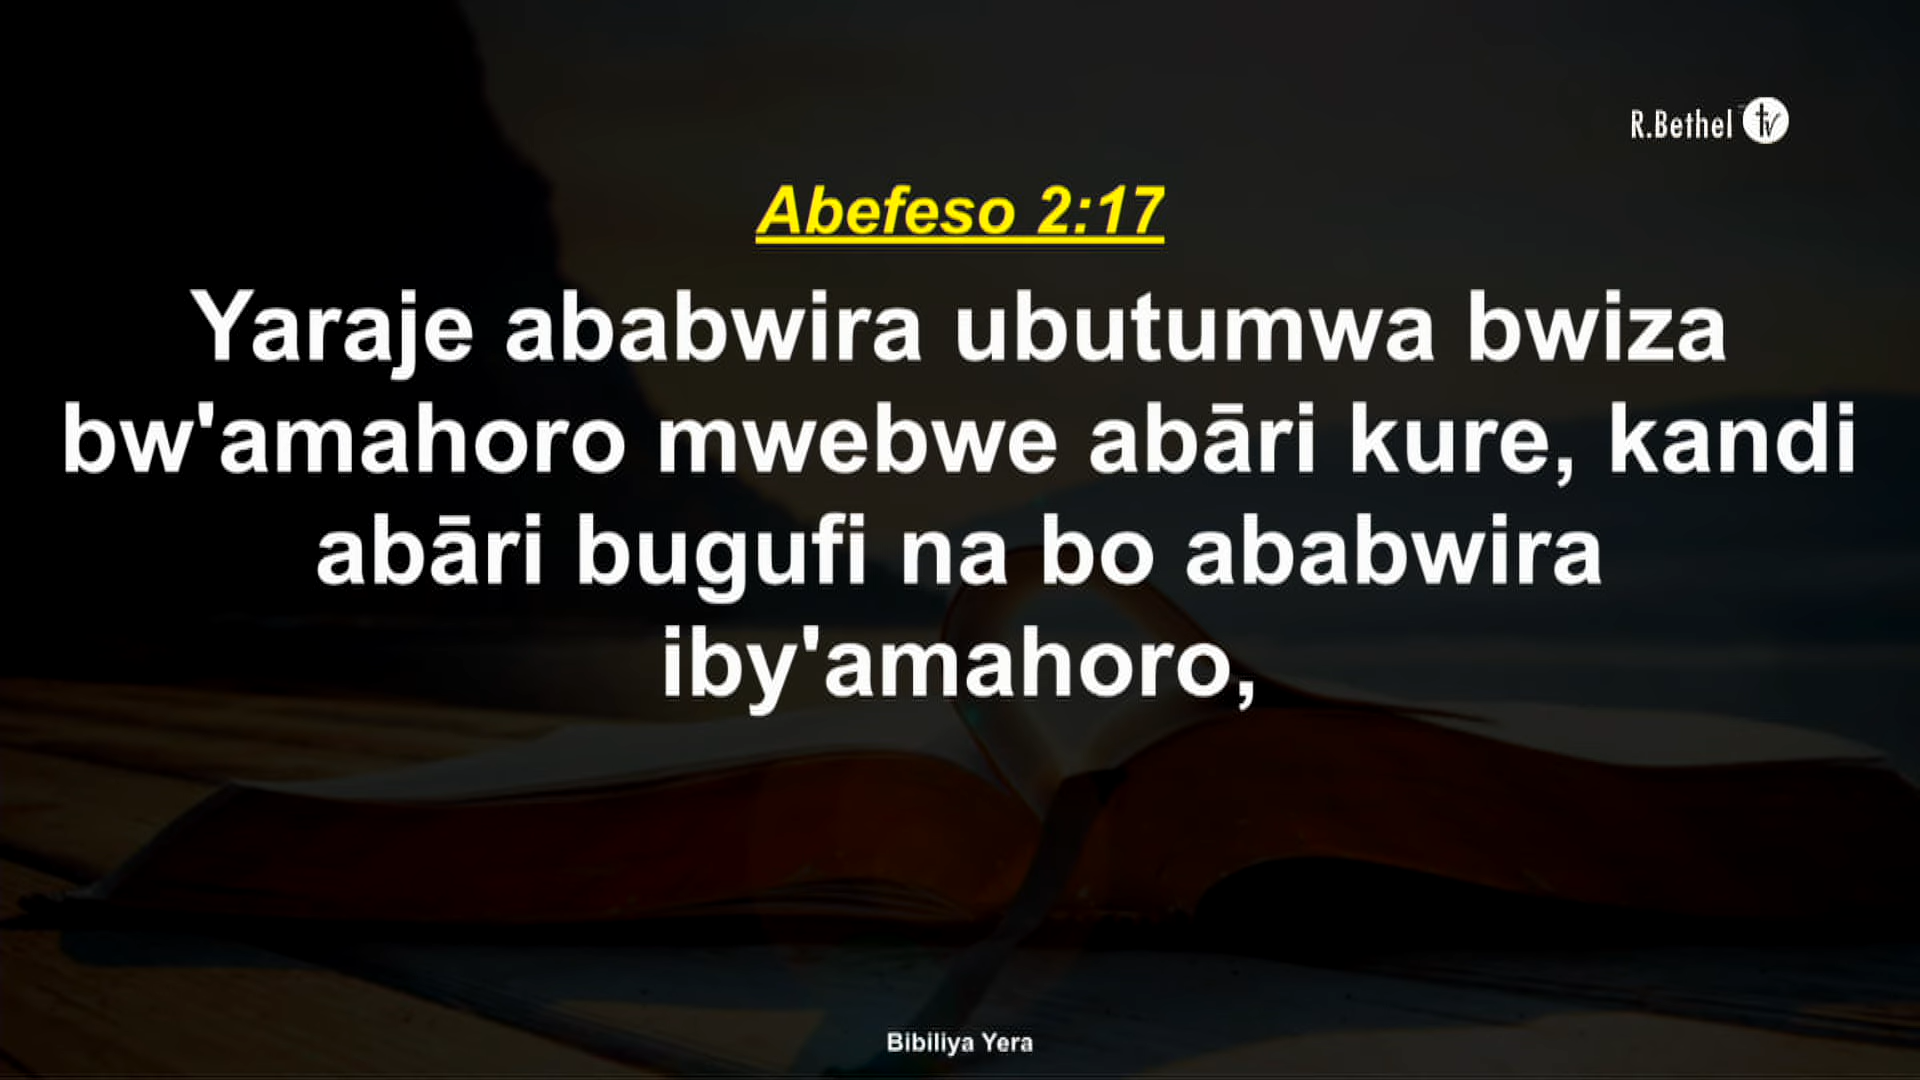 R.Bethel tv
Abefeso 2:17
Yaraje ababwira ubutumwa bwiza
bw'amahoro mwebwe abāri kure, kandi
abāri bugufi na bo ababwira
iby'amahoro,
Bibiliya Yera